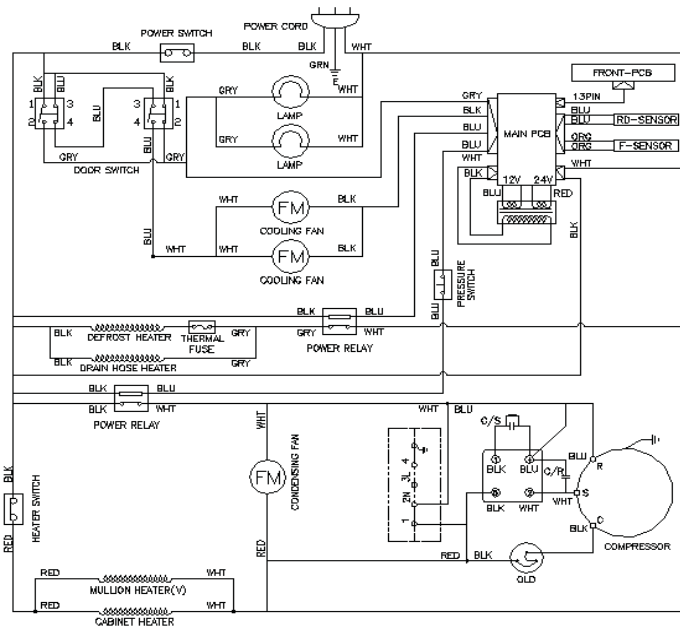 POWER CORD
POWER SWITCH
BLK BLK BLK WHT
GRN
E
BLK BLU BLU BLK
1 3 3 1
2 4 4 2
BLU
GRY GRY
DOOR SWITCH
BLU
GRY WHT
LAMP
GRY WHT
LAMP
WHT FM BLK
COOLING FAN
BLU WHT WHT FM BLK
COOLING FAN
GRY
BLK
BLU
BLU
WHT
BLK
MAIN PCB
12V 24V
BLU RED
FRONT-PCB
13PIN
BLU
BLU RD-SENSOR
ORG
ORG F-SENSOR
WHT
BLK
BLU
PRESSURE SWITCH
BLU
BLK BLU
GRY WHT
POWER RELAY
BLK DEFROST HEATER THERMAL FUSE GRY
BLK DRAIN HOSE HEATER GRY
BLK BLU
BLK WHT
POWER RELAY
WHT
FM
CONDENSING FAN
RED
BLK
HEATER SWITCH
RED
WHT BLU
4
3L
2N
1
C/S
BLK BLU
C/R
BLK WHT WHT
BLU R
S
C
BLK
COMPRESSOR
RED BLK
OLD
RED WHT
MULLION HEATER(V)
RED WHT
CABINET HEATER